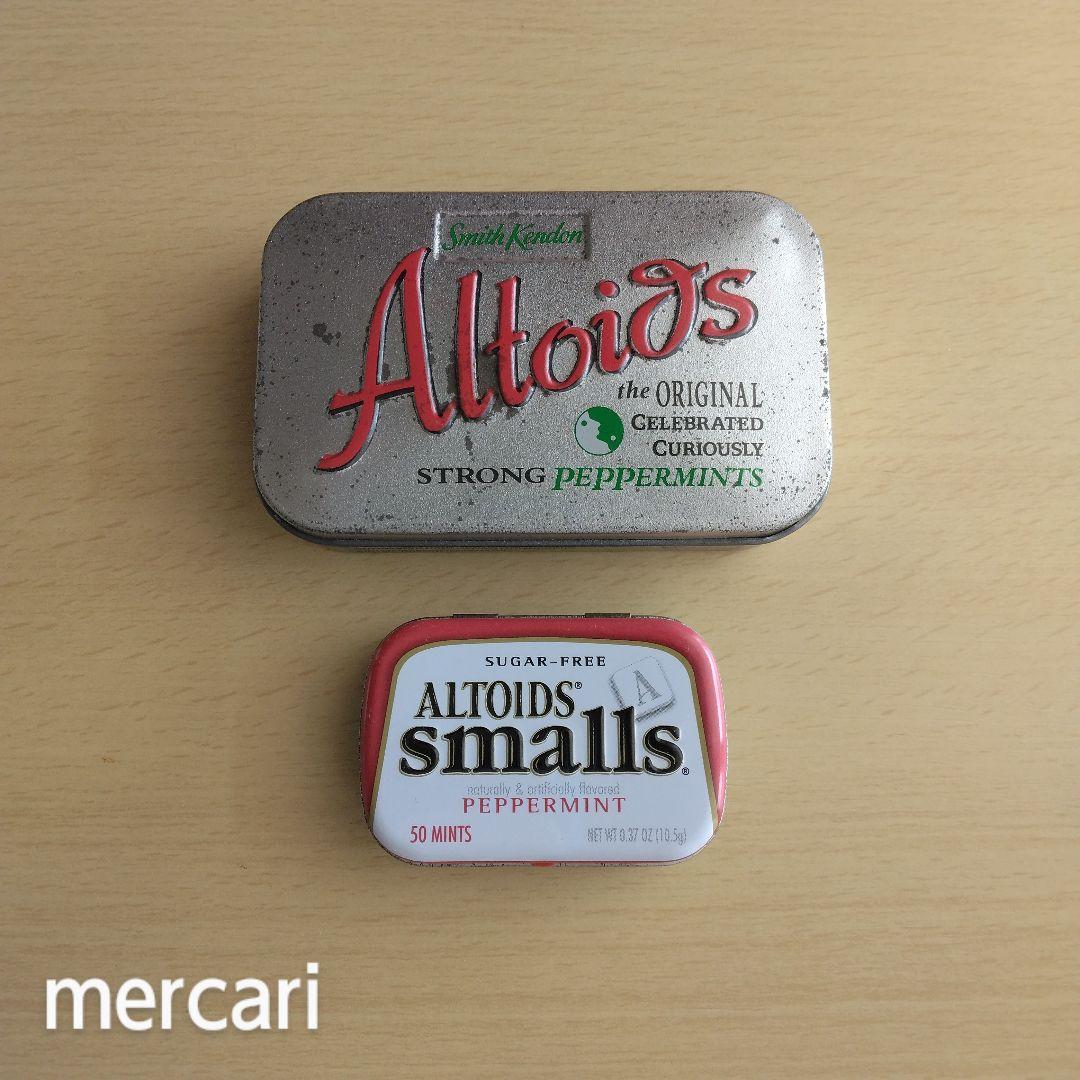 Smith Kendon
Altoids
the ORIGINAL
CELEBRATED
CURIOUSLY
STRONG PEPPERMINTS
SUGAR-FREE
A
ALTOIDS®
smalls®
naturally & artificially flavored
PEPPERMINT
50 MINTS NET WT 0.37 OZ (10.5g)
mercari